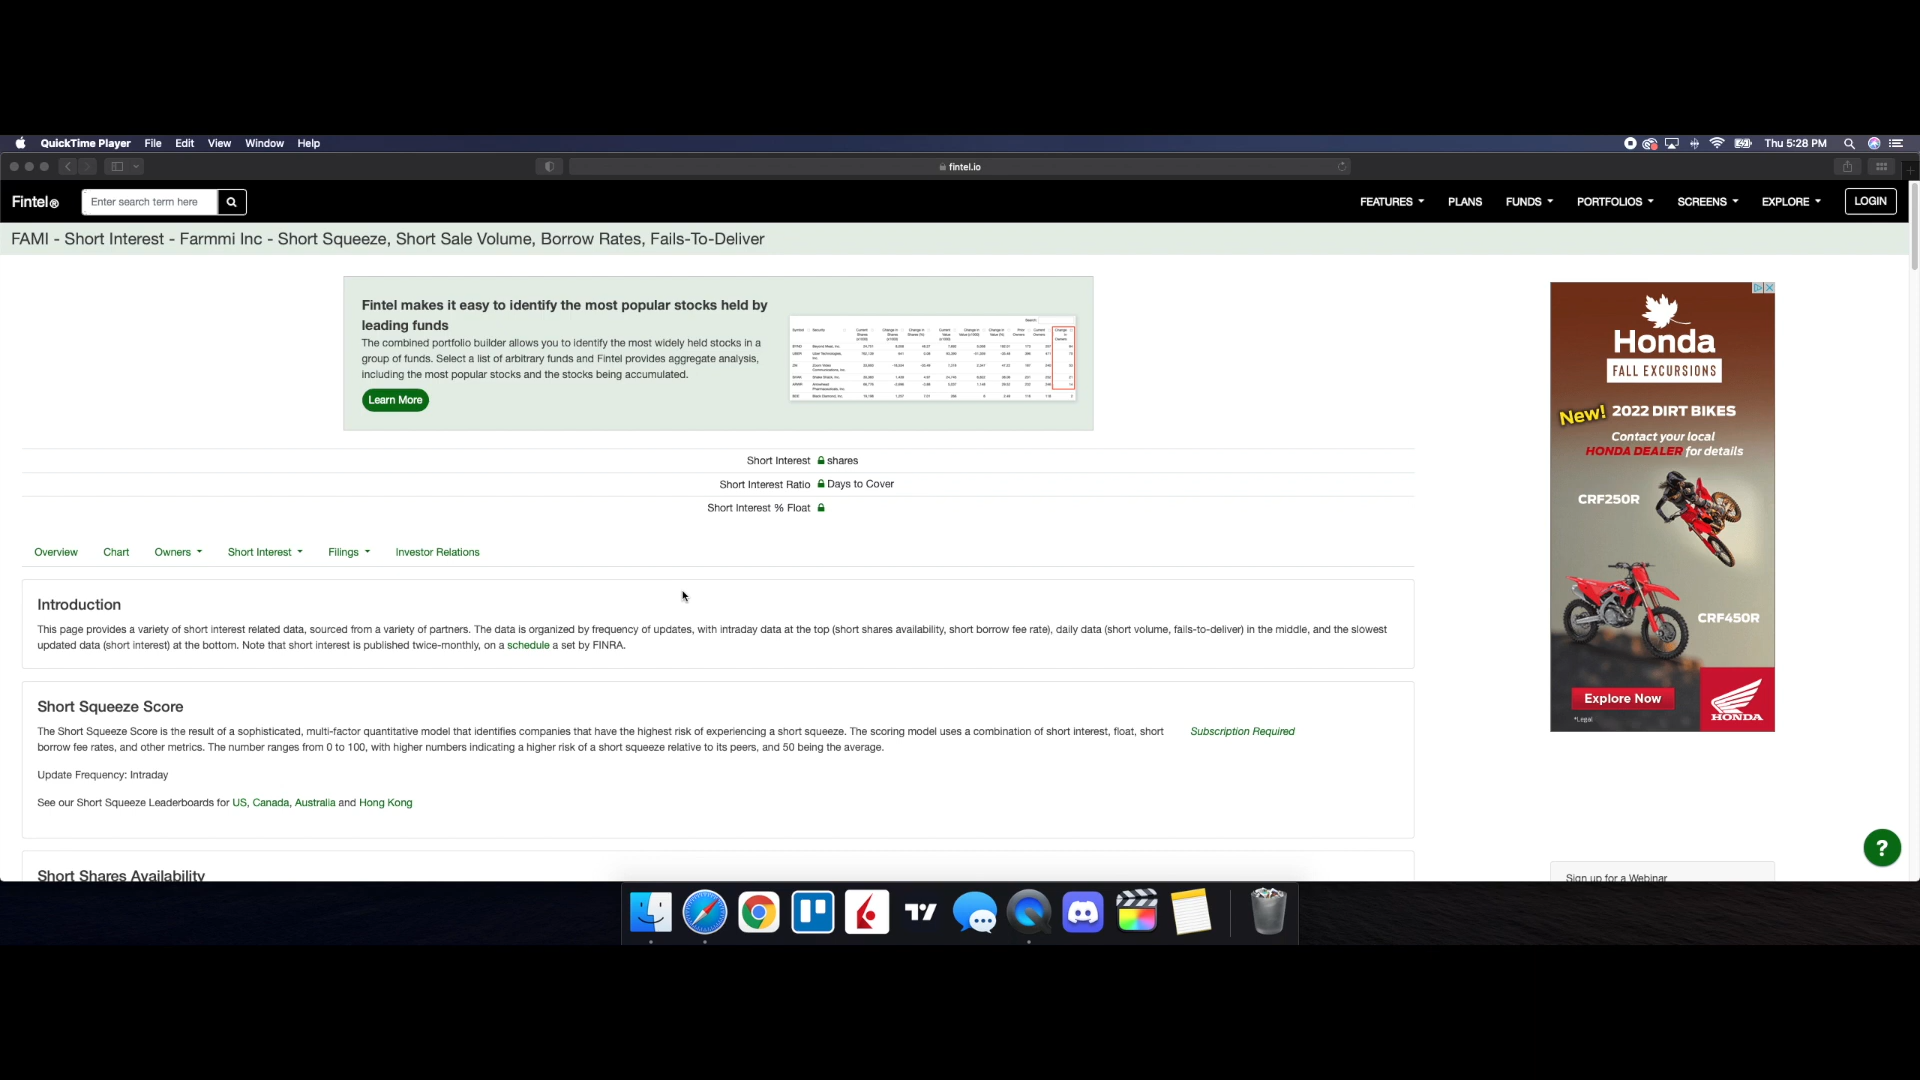 QuickTime Player File Edit View Window Help
Thu 5:28 PM
fintel.io
Fintel®
Enter search term here
FEATURES PLANS FUNDS PORTFOLIOS SCREENS EXPLORE LOGIN
FAMI - Short Interest - Farmmi Inc - Short Squeeze, Short Sale Volume, Borrow Rates, Fails-To-Deliver
Fintel makes it easy to identify the most popular stocks held by
leading funds
The combined portfolio builder allows you to identify the most widely held stocks in a
group of funds. Select a list of arbitrary funds and Fintel provides aggregate analysis,
including the most popular stocks and the stocks being accumulated.
Learn More
Short Interest shares
Short Interest Ratio Days to Cover
Short Interest % Float
Overview Chart Owners Short Interest Filings Investor Relations
Introduction
This page provides a variety of short interest related data, sourced from a variety of partners. The data is organized by frequency of updates, with intraday data at the top (short shares availability, short borrow fee rate), daily data (short volume, fails-to-deliver) in the middle, and the slowest
updated data (short interest) at the bottom. Note that short interest is published twice-monthly, on a schedule a set by FINRA.
Short Squeeze Score
The Short Squeeze Score is the result of a sophisticated, multi-factor quantitative model that identifies companies that have the highest risk of experiencing a short squeeze. The scoring model uses a combination of short interest, float, short
borrow fee rates, and other metrics. The number ranges from 0 to 100, with higher numbers indicating a higher risk of a short squeeze relative to its peers, and 50 being the average.
Subscription Required
Update Frequency: Intraday
See our Short Squeeze Leaderboards for US, Canada, Australia and Hong Kong
Short Shares Availability
Honda
FALL EXCURSIONS
New! 2022 DIRT BIKES
Contact your local
HONDA DEALER for details
CRF250R
CRF450R
Explore Now
*Legal
HONDA
Sign up for a Webinar
?